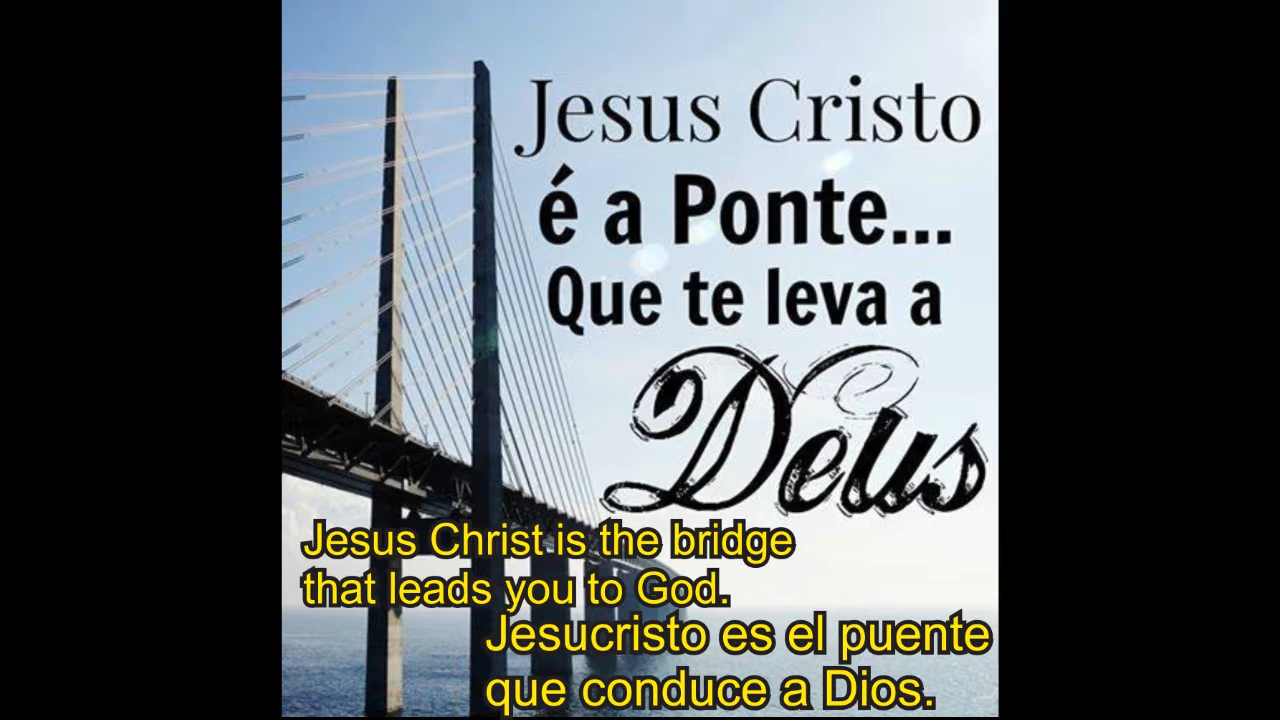 Jesus Cristo
é a Ponte...
Que te leva a
Deus
Jesus Christ is the bridge
that leads you to God.
Jesucristo es el puente
que conduce a Dios.